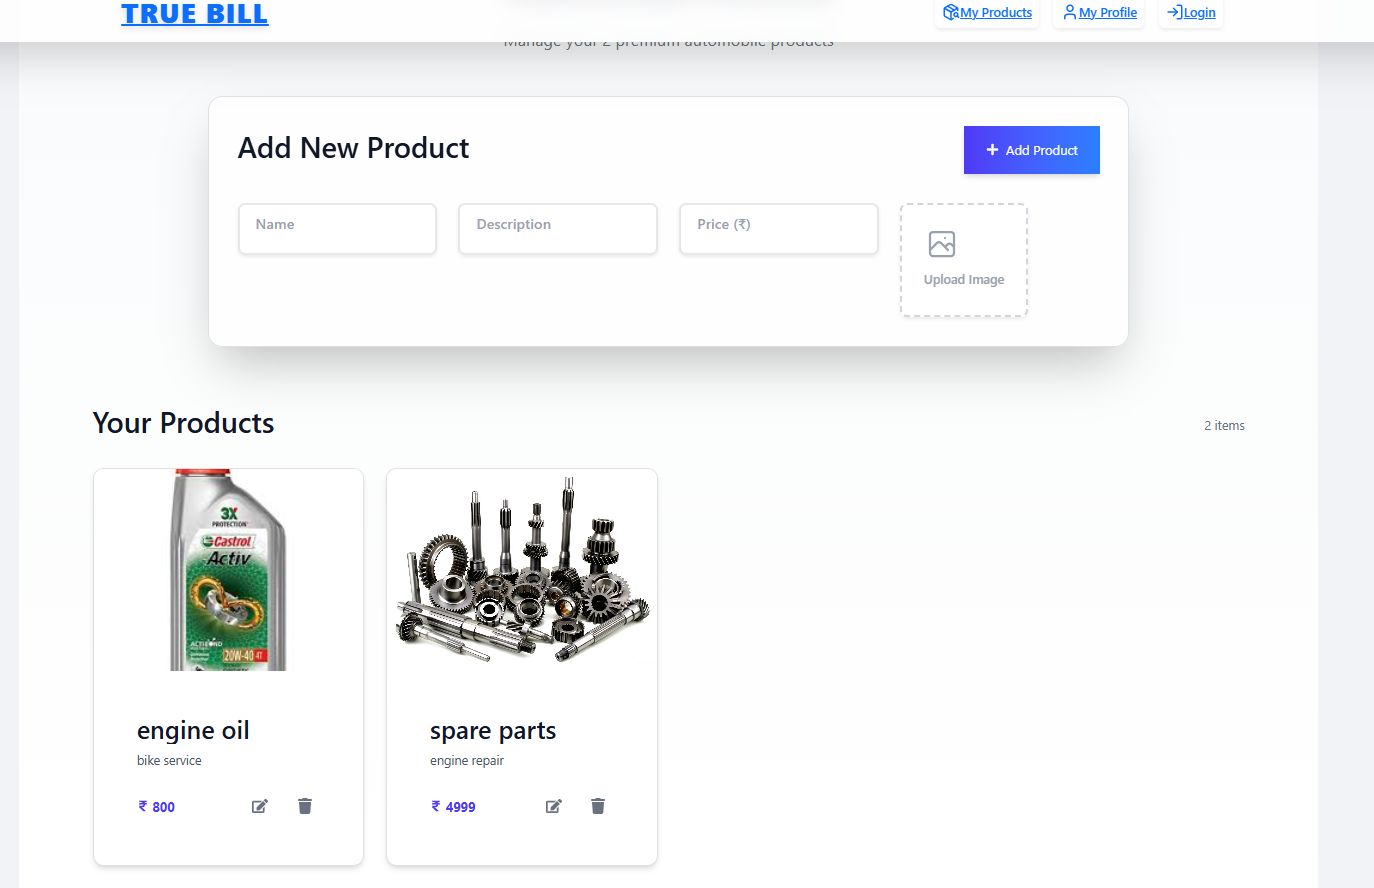 TRUE BILL
My Products
My Profile
Login
Manage your 2 premium automobile products
Add New Product
Add Product
Name
Description
Price (₹)
Upload Image
Your Products
2 items
3X
PROTECTION
Castrol
Activ
ACTIBOND
20W-40 4T
engine oil
bike service
₹ 800
spare parts
engine repair
₹ 4999